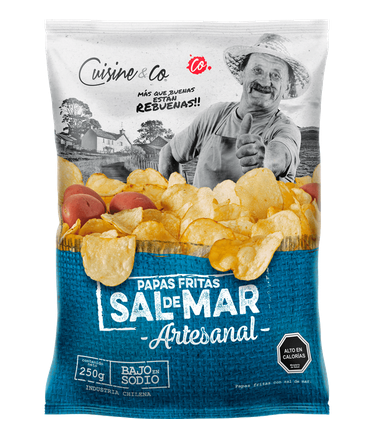 Cuisine & Co
Co
MÁS QUE BUENAS
ESTÁN
REBUENAS!!
PAPAS FRITAS
SAL DE MAR
- Artesanal -
250g
BAJO EN
SODIO
INDUSTRIA CHILENA
ALTO EN
CALORÍAS
Papas fritas con sal de mar